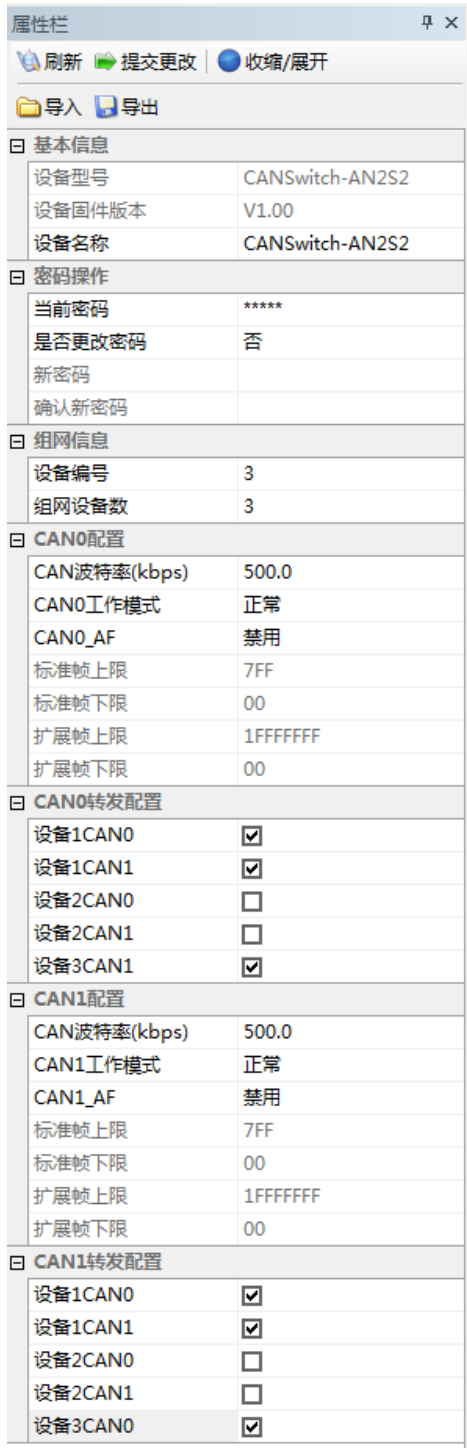 属性栏
刷新 提交更改 收缩/展开
导入 导出
基本信息
设备型号 CANSwitch-AN2S2
设备固件版本 V1.00
设备名称 CANSwitch-AN2S2
密码操作
当前密码 *****
是否更改密码 否
新密码
确认新密码
组网信息
设备编号 3
组网设备数 3
CAN0配置
CAN波特率(kbps) 500.0
CAN0工作模式 正常
CAN0_AF 禁用
标准帧上限 7FF
标准帧下限 00
扩展帧上限 1FFFFFFF
扩展帧下限 00
CAN0转发配置
设备1CAN0
设备1CAN1
设备2CAN0
设备2CAN1
设备3CAN1
CAN1配置
CAN波特率(kbps) 500.0
CAN1工作模式 正常
CAN1_AF 禁用
标准帧上限 7FF
标准帧下限 00
扩展帧上限 1FFFFFFF
扩展帧下限 00
CAN1转发配置
设备1CAN0
设备1CAN1
设备2CAN0
设备2CAN1
设备3CAN0